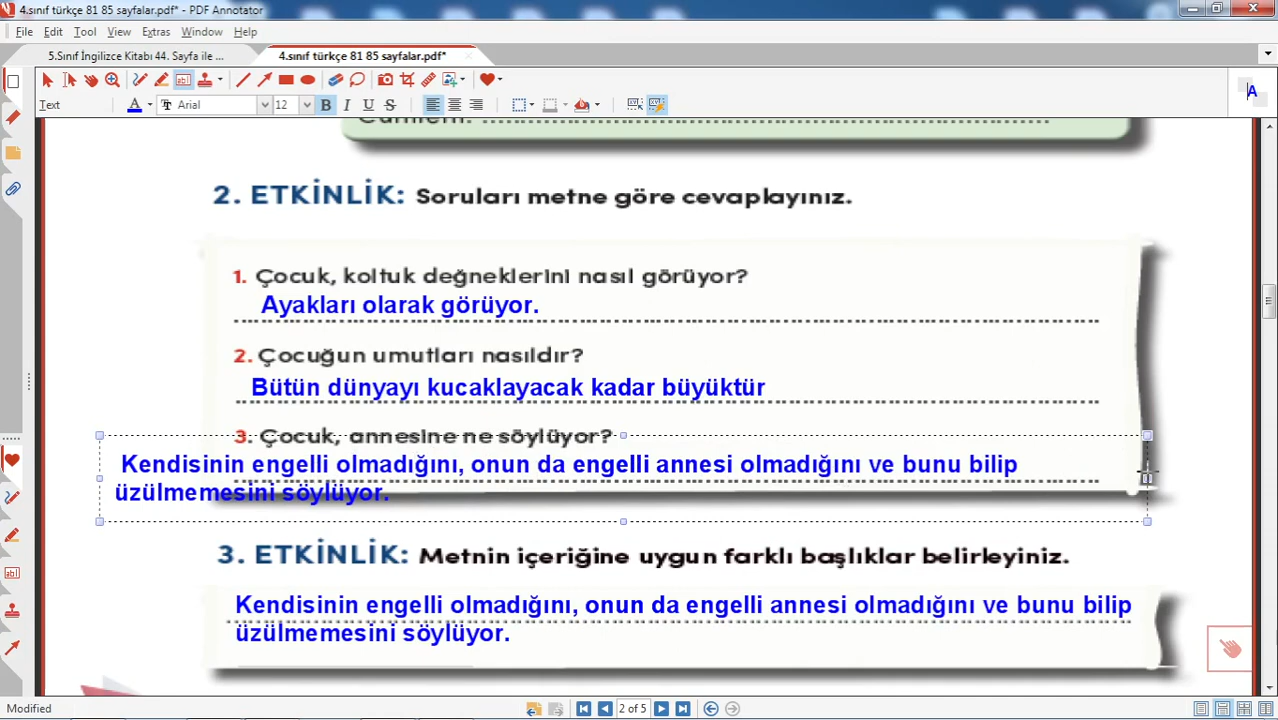 4.sınıf türkçe 81 85 sayfalar.pdf* - PDF Annotator
File Edit Tool View Extras Window Help
5.Sınıf İngilizce Kitabı 44. Sayfa ile ... 4.sınıf türkçe 81 85 sayfalar.pdf*
Text A Arial 12 B I U S
A
2. ETKİNLİK: Soruları metne göre cevaplayınız.
1. Çocuk, koltuk değneklerini nasıl görüyor?
Ayakları olarak görüyor.
2. Çocuğun umutları nasıldır?
Bütün dünyayı kucaklayacak kadar büyüktür
3. Çocuk, annesine ne söylüyor?
Kendisinin engelli olmadığını, onun da engelli annesi olmadığını ve bunu bilip
üzülmemesini söylüyor.
3. ETKİNLİK: Metnin içeriğine uygun farklı başlıklar belirleyiniz.
Kendisinin engelli olmadığını, onun da engelli annesi olmadığını ve bunu bilip
üzülmemesini söylüyor.
Modified 2 of 5